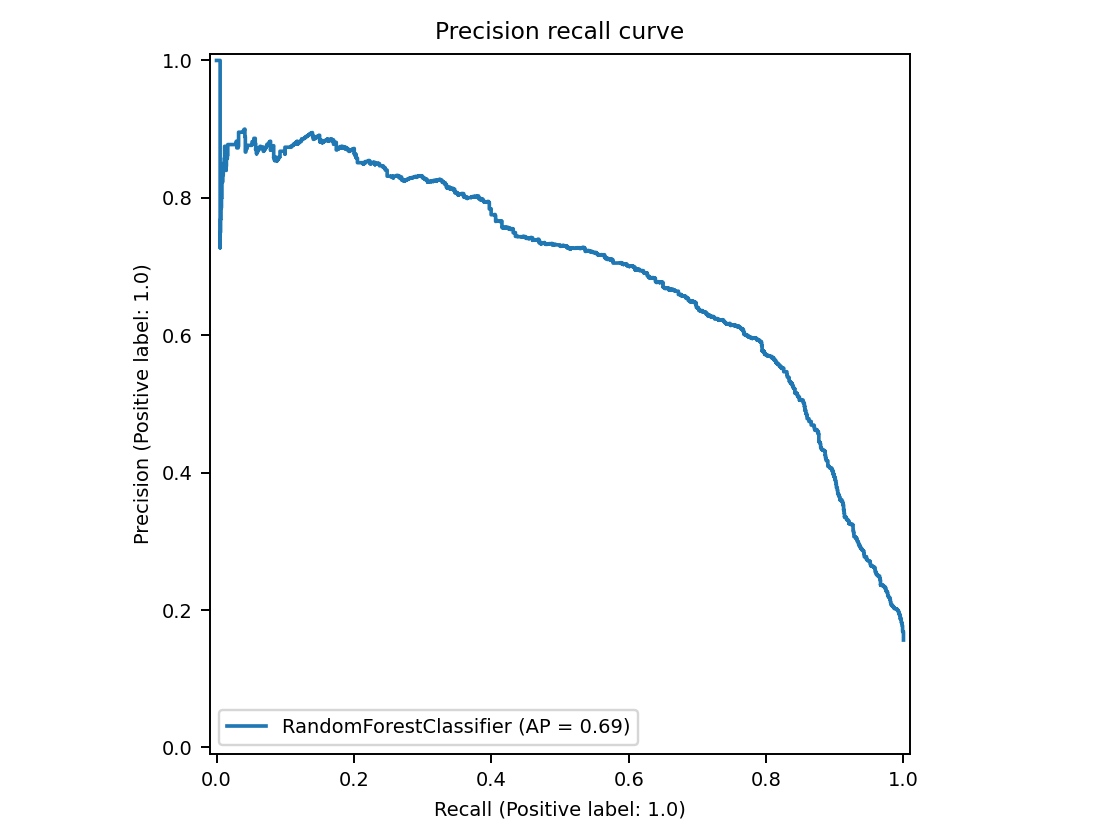 Precision recall curve
1.0
0.8
0.6
0.4
0.2
0.0
Precision (Positive label: 1.0)
RandomForestClassifier (AP = 0.69)
0.0 0.2 0.4 0.6 0.8 1.0
Recall (Positive label: 1.0)